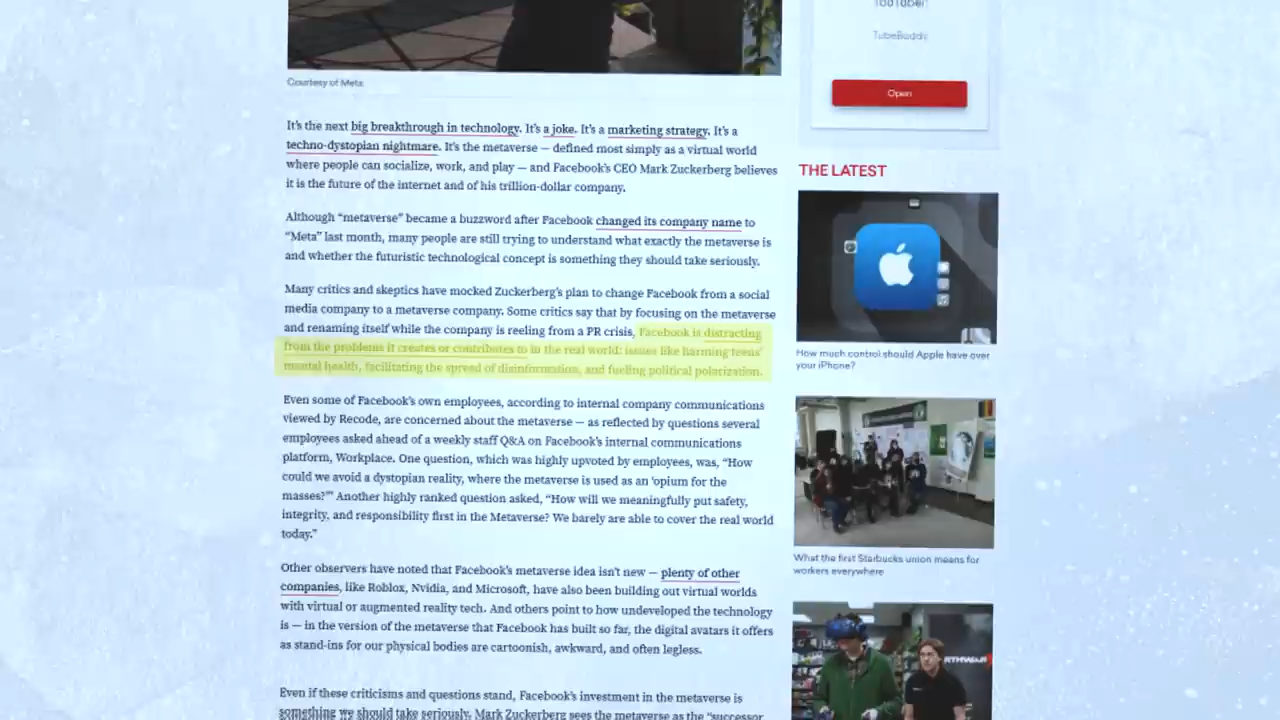 Courtesy of Meta
It's the next big breakthrough in technology. It's a joke. It's a marketing strategy. It's a
techno-dystopian nightmare. It's the metaverse — defined most simply as a virtual world
where people can socialize, work, and play — and Facebook's CEO Mark Zuckerberg believes
it is the future of the internet and of his trillion-dollar company.
Although “metaverse” became a buzzword after Facebook changed its company name to
“Meta” last month, many people are still trying to understand what exactly the metaverse is
and whether the futuristic technological concept is something they should take seriously.
Many critics and skeptics have mocked Zuckerberg's plan to change Facebook from a social
media company to a metaverse company. Some critics say that by focusing on the metaverse
and renaming itself while the company is reeling from a PR crisis, Facebook is distracting
from the problems it creates or contributes to in the real world: issues like harming teens'
mental health, facilitating the spread of disinformation, and fueling political polarization.
Even some of Facebook's own employees, according to internal company communications
viewed by Recode, are concerned about the metaverse — as reflected by questions several
employees asked ahead of a weekly staff Q&A on Facebook's internal communications
platform, Workplace. One question, which was highly upvoted by employees, was, “How
could we avoid a dystopian reality, where the metaverse is used as an ‘opium for the
masses?’” Another highly ranked question asked, “How will we meaningfully put safety,
integrity, and responsibility first in the Metaverse? We barely are able to cover the real world
today.”
Other observers have noted that Facebook's metaverse idea isn't new — plenty of other
companies, like Roblox, Nvidia, and Microsoft, have also been building out virtual worlds
with virtual or augmented reality tech. And others point to how undeveloped the technology
is — in the version of the metaverse that Facebook has built so far, the digital avatars it offers
as stand-ins for our physical bodies are cartoonish, awkward, and often legless.
Even if these criticisms and questions stand, Facebook's investment in the metaverse is
something we should take seriously. Mark Zuckerberg sees the metaverse as the “successor
TubeBuddy
Open
THE LATEST
How much control should Apple have over
your iPhone?
What the first Starbucks union means for
workers everywhere